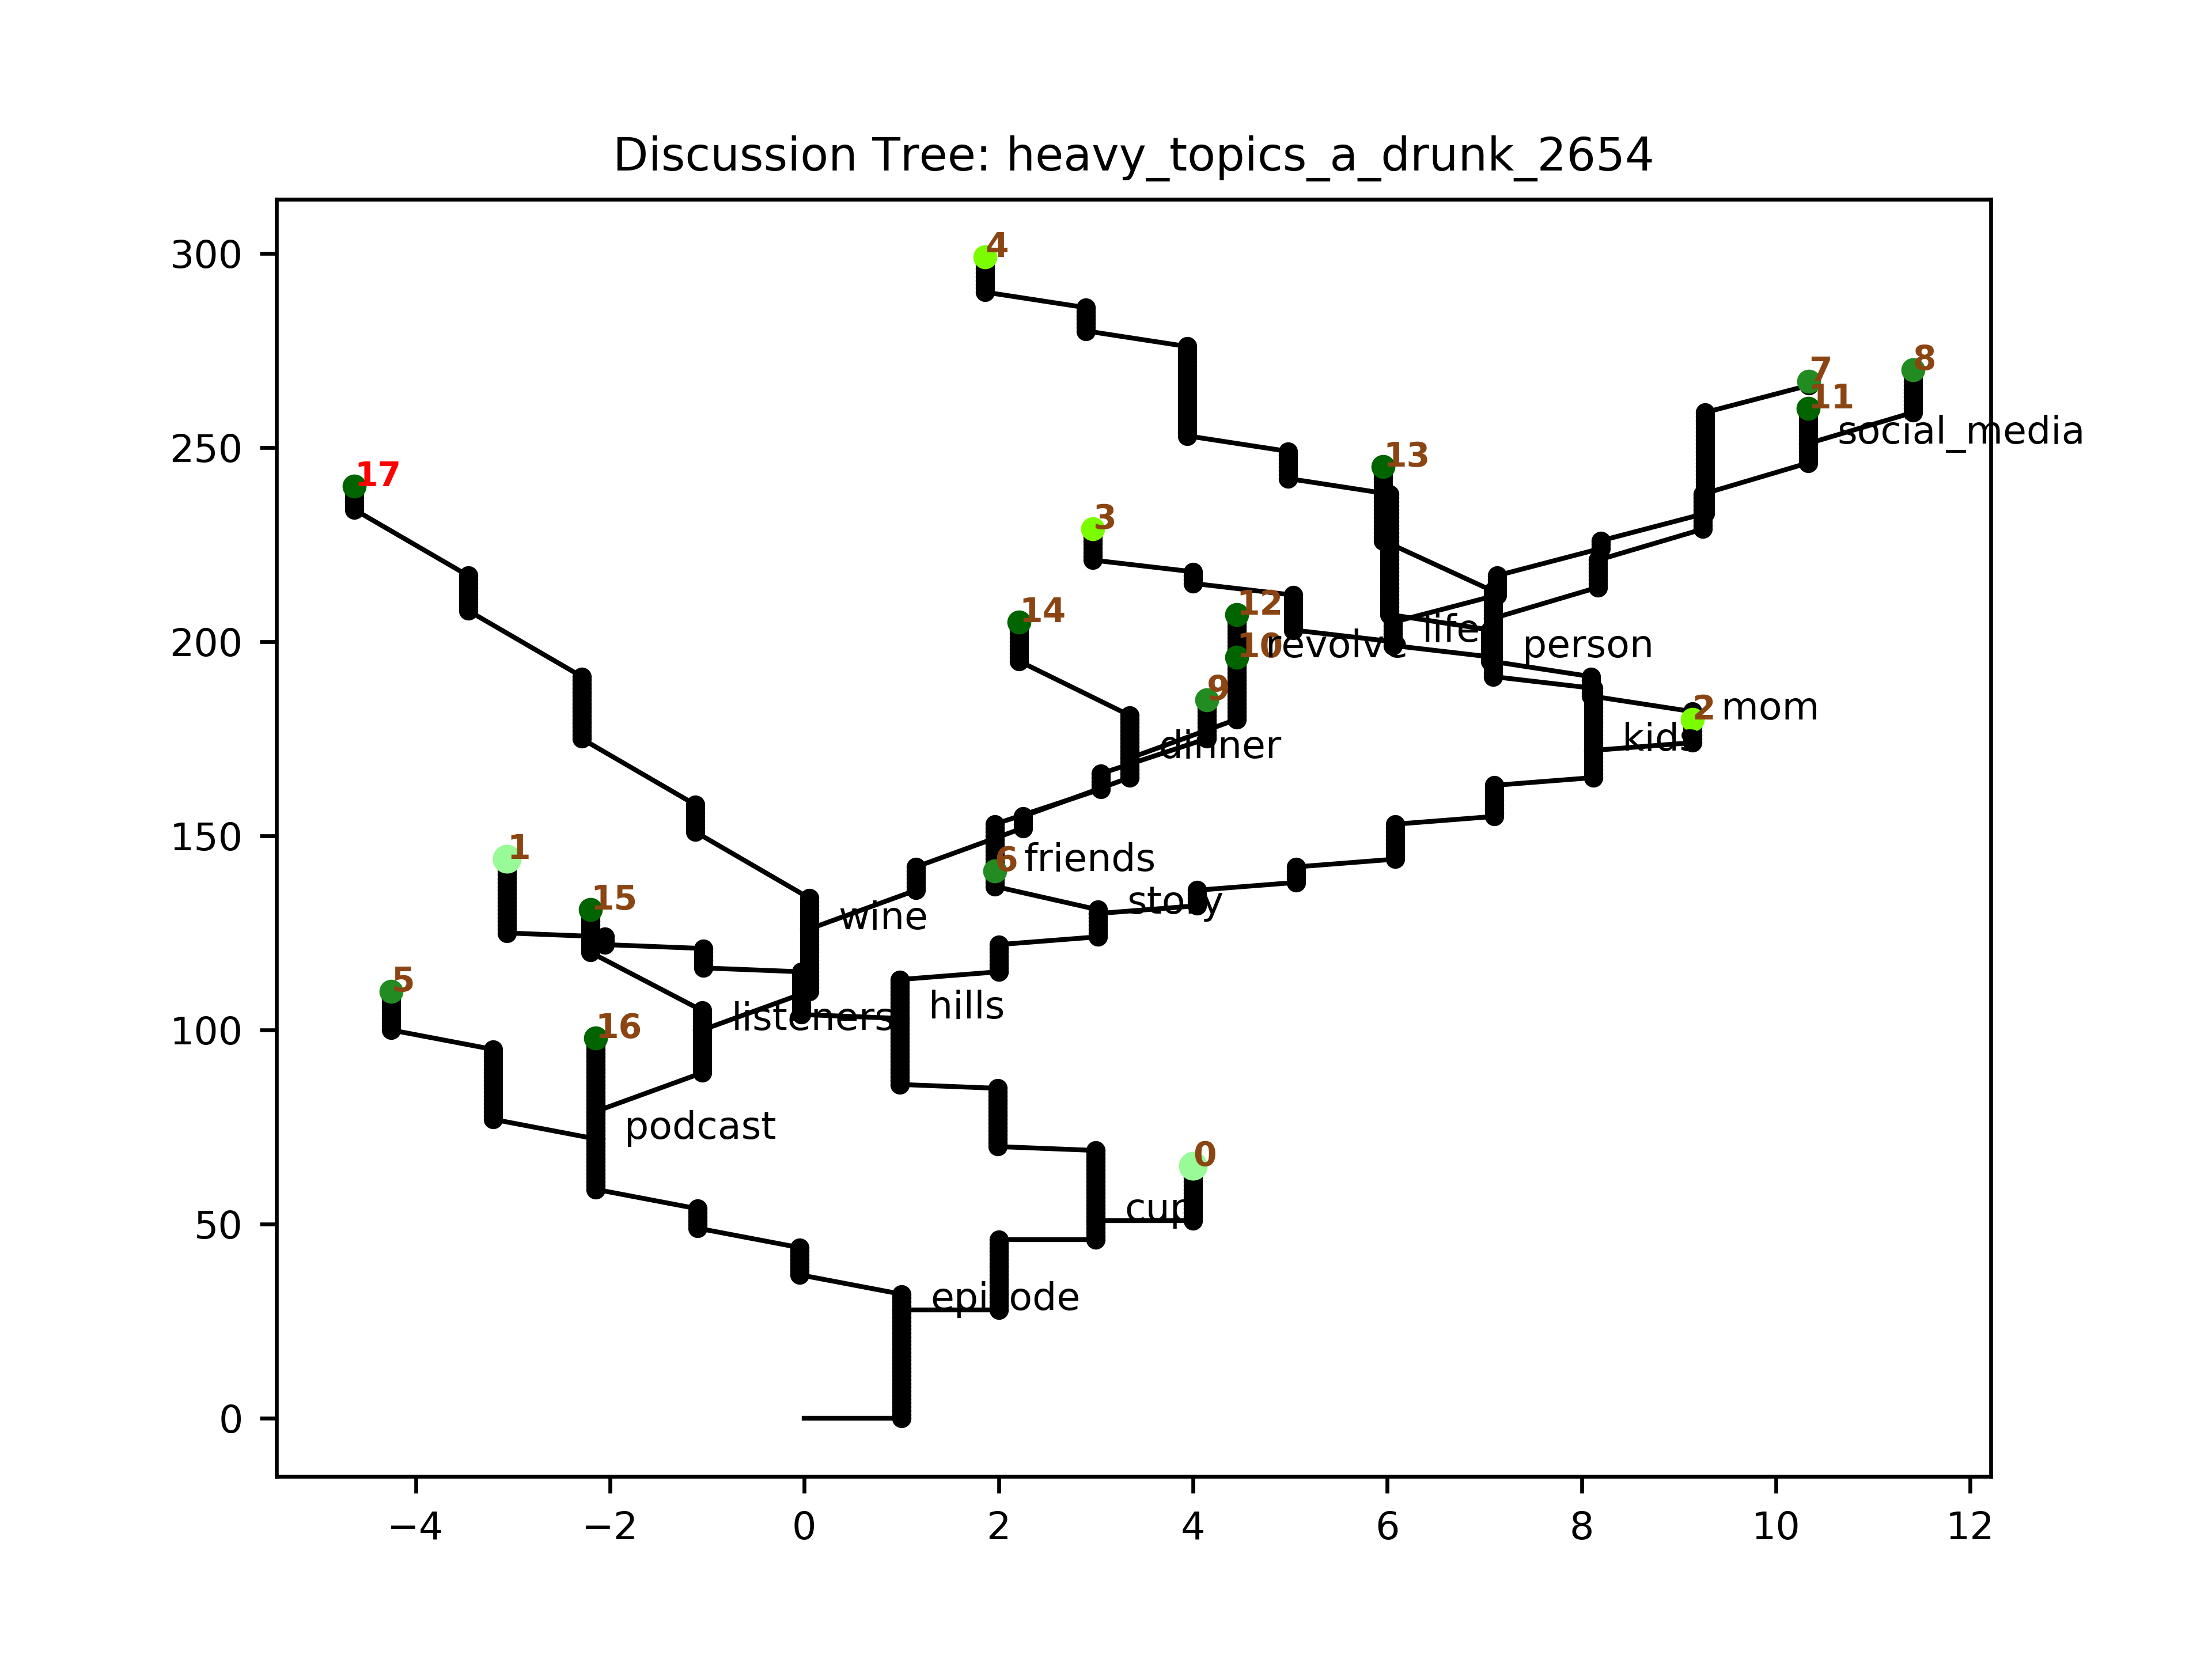 Discussion Tree: heavy_topics_a_drunk_2654
300
250
200
150
100
50
0
4
8
7
11
social_media
13
17
3
12
14
life
revolve
10
person
9
2
mom
kids
dinner
1
6
friends
15
story
wine
5
hills
listeners
16
podcast
0
cup
episode
−4
−2
0
2
4
6
8
10
12